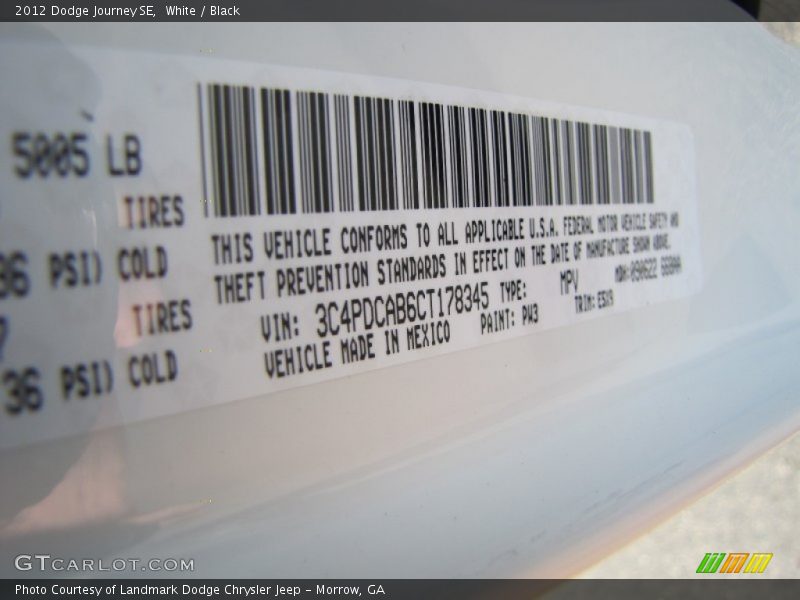 2012 Dodge Journey SE, White / Black
5005 LB
TIRES
36 PSI) COLD
TIRES
36 PSI) COLD
THIS VEHICLE CONFORMS TO ALL APPLICABLE U.S.A. FEDERAL MOTOR VEHICLE SAFETY AND
THEFT PREVENTION STANDARDS IN EFFECT ON THE DATE OF MANUFACTURE SHOWN ABOVE.
VIN: 3C4PDCAB6CT178345 TYPE: MPV MDH:
VEHICLE MADE IN MEXICO PAINT: PW3 TRIM:
GTCARLOT.COM
Photo Courtesy of Landmark Dodge Chrysler Jeep - Morrow, GA